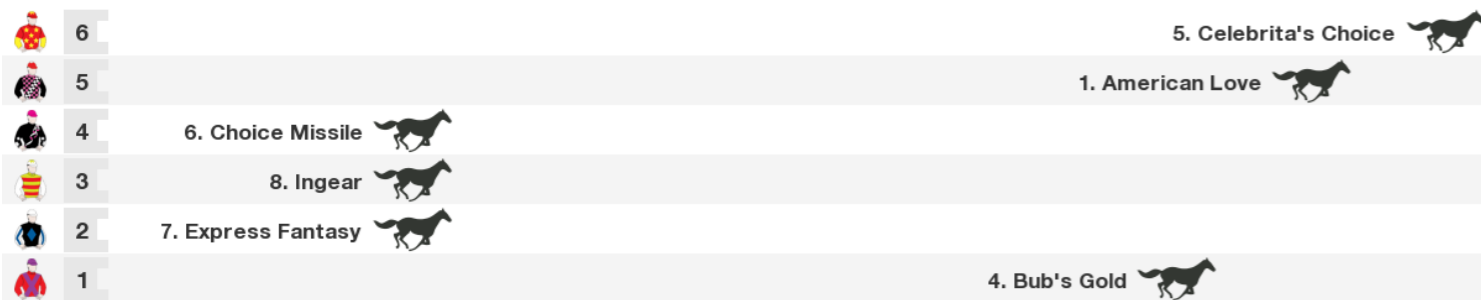 6 5. Celebrita's Choice
5 1. American Love
4 6. Choice Missile
3 8. Ingear
2 7. Express Fantasy
1 4. Bub's Gold